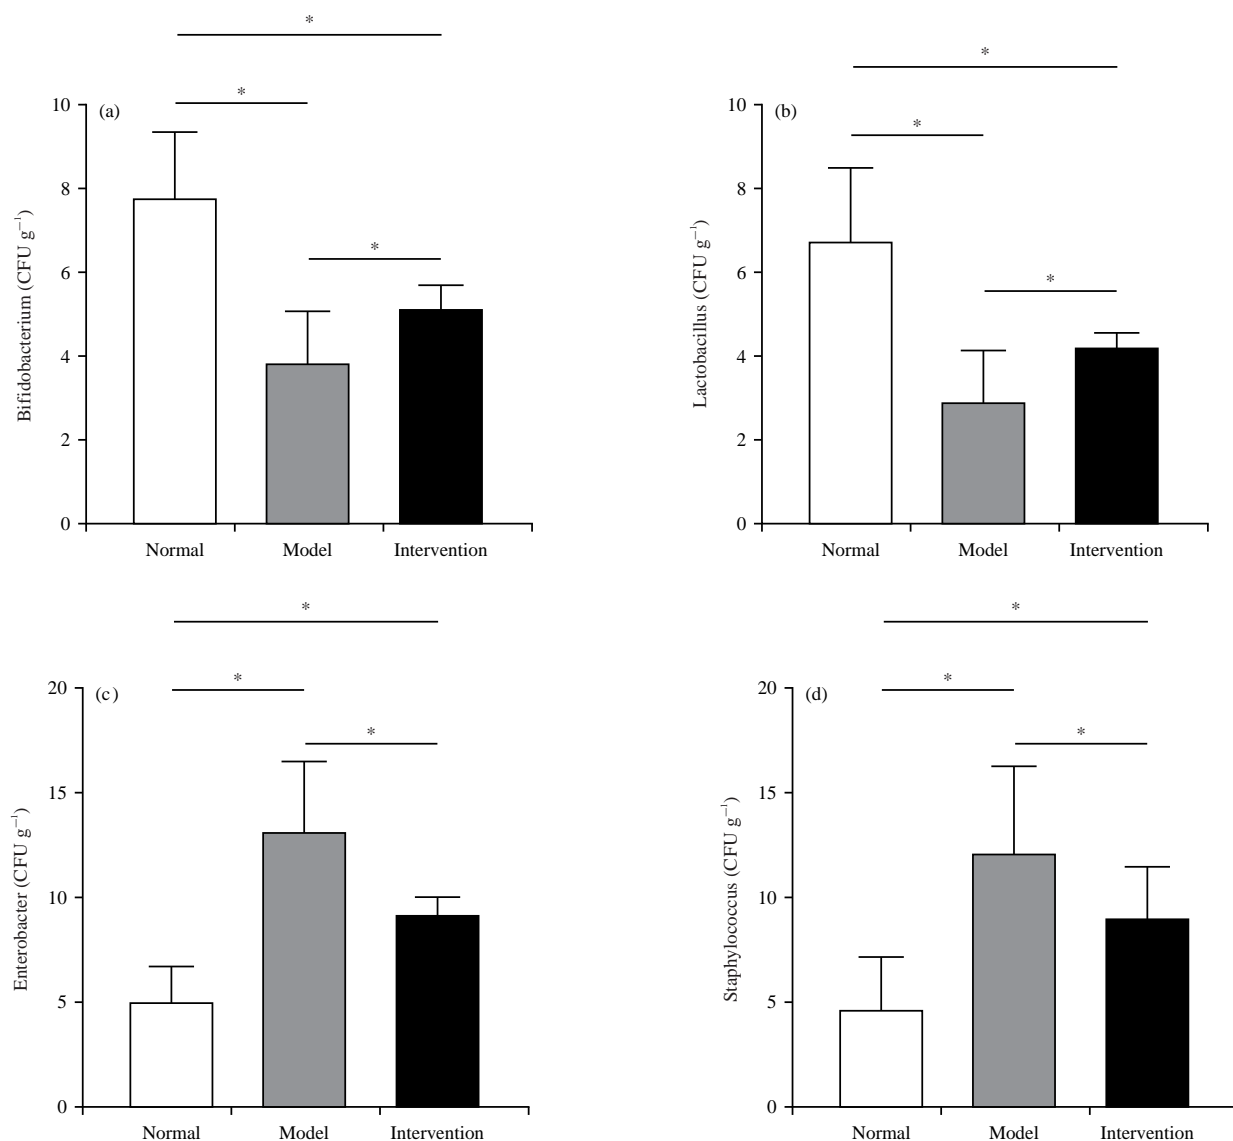 *
*
(a)
*
10
8
6
4
2
0
Bifidobacterium (CFU g⁻¹)
Normal Model Intervention
*
*
(b)
*
10
8
6
4
2
0
Lactobacillus (CFU g⁻¹)
Normal Model Intervention
*
*
(c)
*
20
15
10
5
0
Enterobacter (CFU g⁻¹)
Normal Model Intervention
*
*
(d)
*
20
15
10
5
0
Staphylococcus (CFU g⁻¹)
Normal Model Intervention